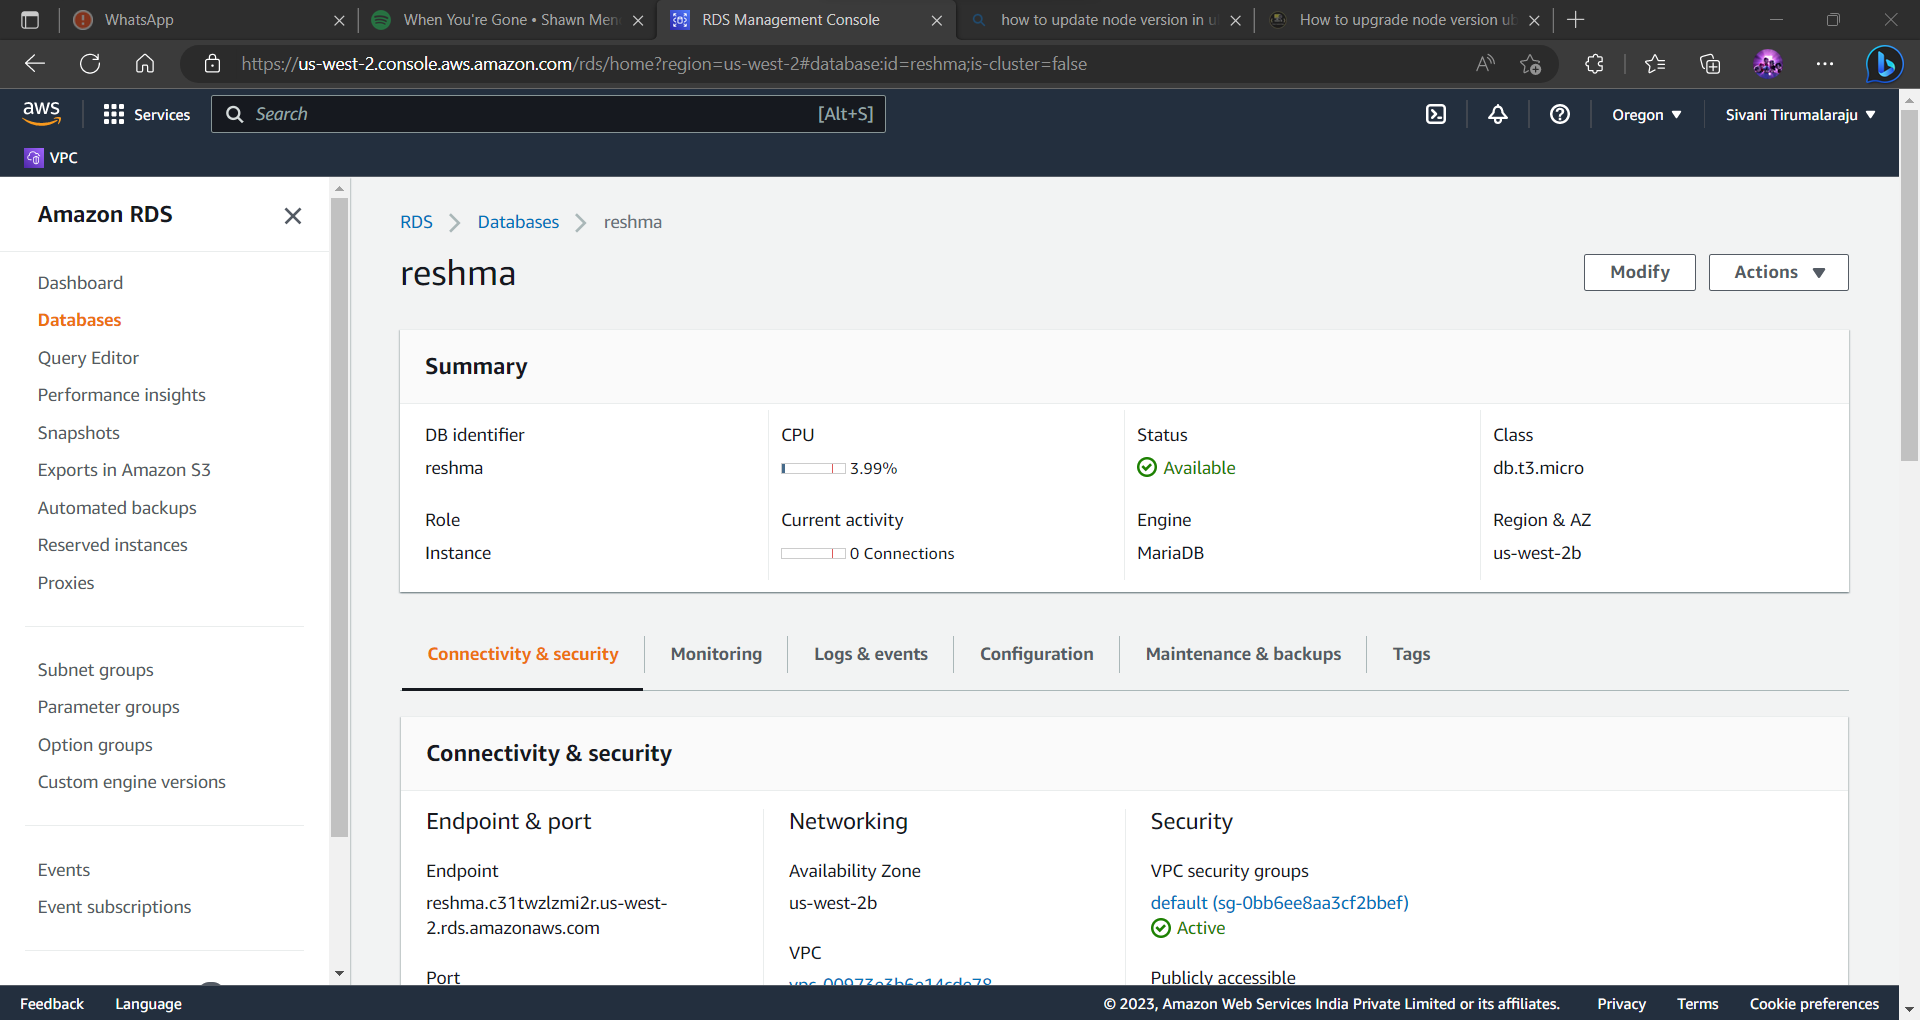 WhatsApp
When You're Gone • Shawn Men
RDS Management Console
how to update node version in u
How to upgrade node version ub
https://us-west-2.console.aws.amazon.com/rds/home?region=us-west-2#database:id=reshma;is-cluster=false
aws
Services
Search
[Alt+S]
Oregon
Sivani Tirumalaraju
VPC
Amazon RDS
Dashboard
Databases
Query Editor
Performance insights
Snapshots
Exports in Amazon S3
Automated backups
Reserved instances
Proxies
Subnet groups
Parameter groups
Option groups
Custom engine versions
Events
Event subscriptions
RDS > Databases > reshma
reshma
Modify
Actions
Summary
DB identifier
reshma
CPU
3.99%
Status
Available
Class
db.t3.micro
Role
Instance
Current activity
0 Connections
Engine
MariaDB
Region & AZ
us-west-2b
Connectivity & security
Monitoring
Logs & events
Configuration
Maintenance & backups
Tags
Connectivity & security
Endpoint & port
Endpoint
reshma.c31twzlzmi2r.us-west-
2.rds.amazonaws.com
Port
Networking
Availability Zone
us-west-2b
VPC
Security
VPC security groups
default (sg-0bb6ee8aa3cf2bbef)
Active
Publicly accessible
Feedback
Language
© 2023, Amazon Web Services India Private Limited or its affiliates.
Privacy
Terms
Cookie preferences